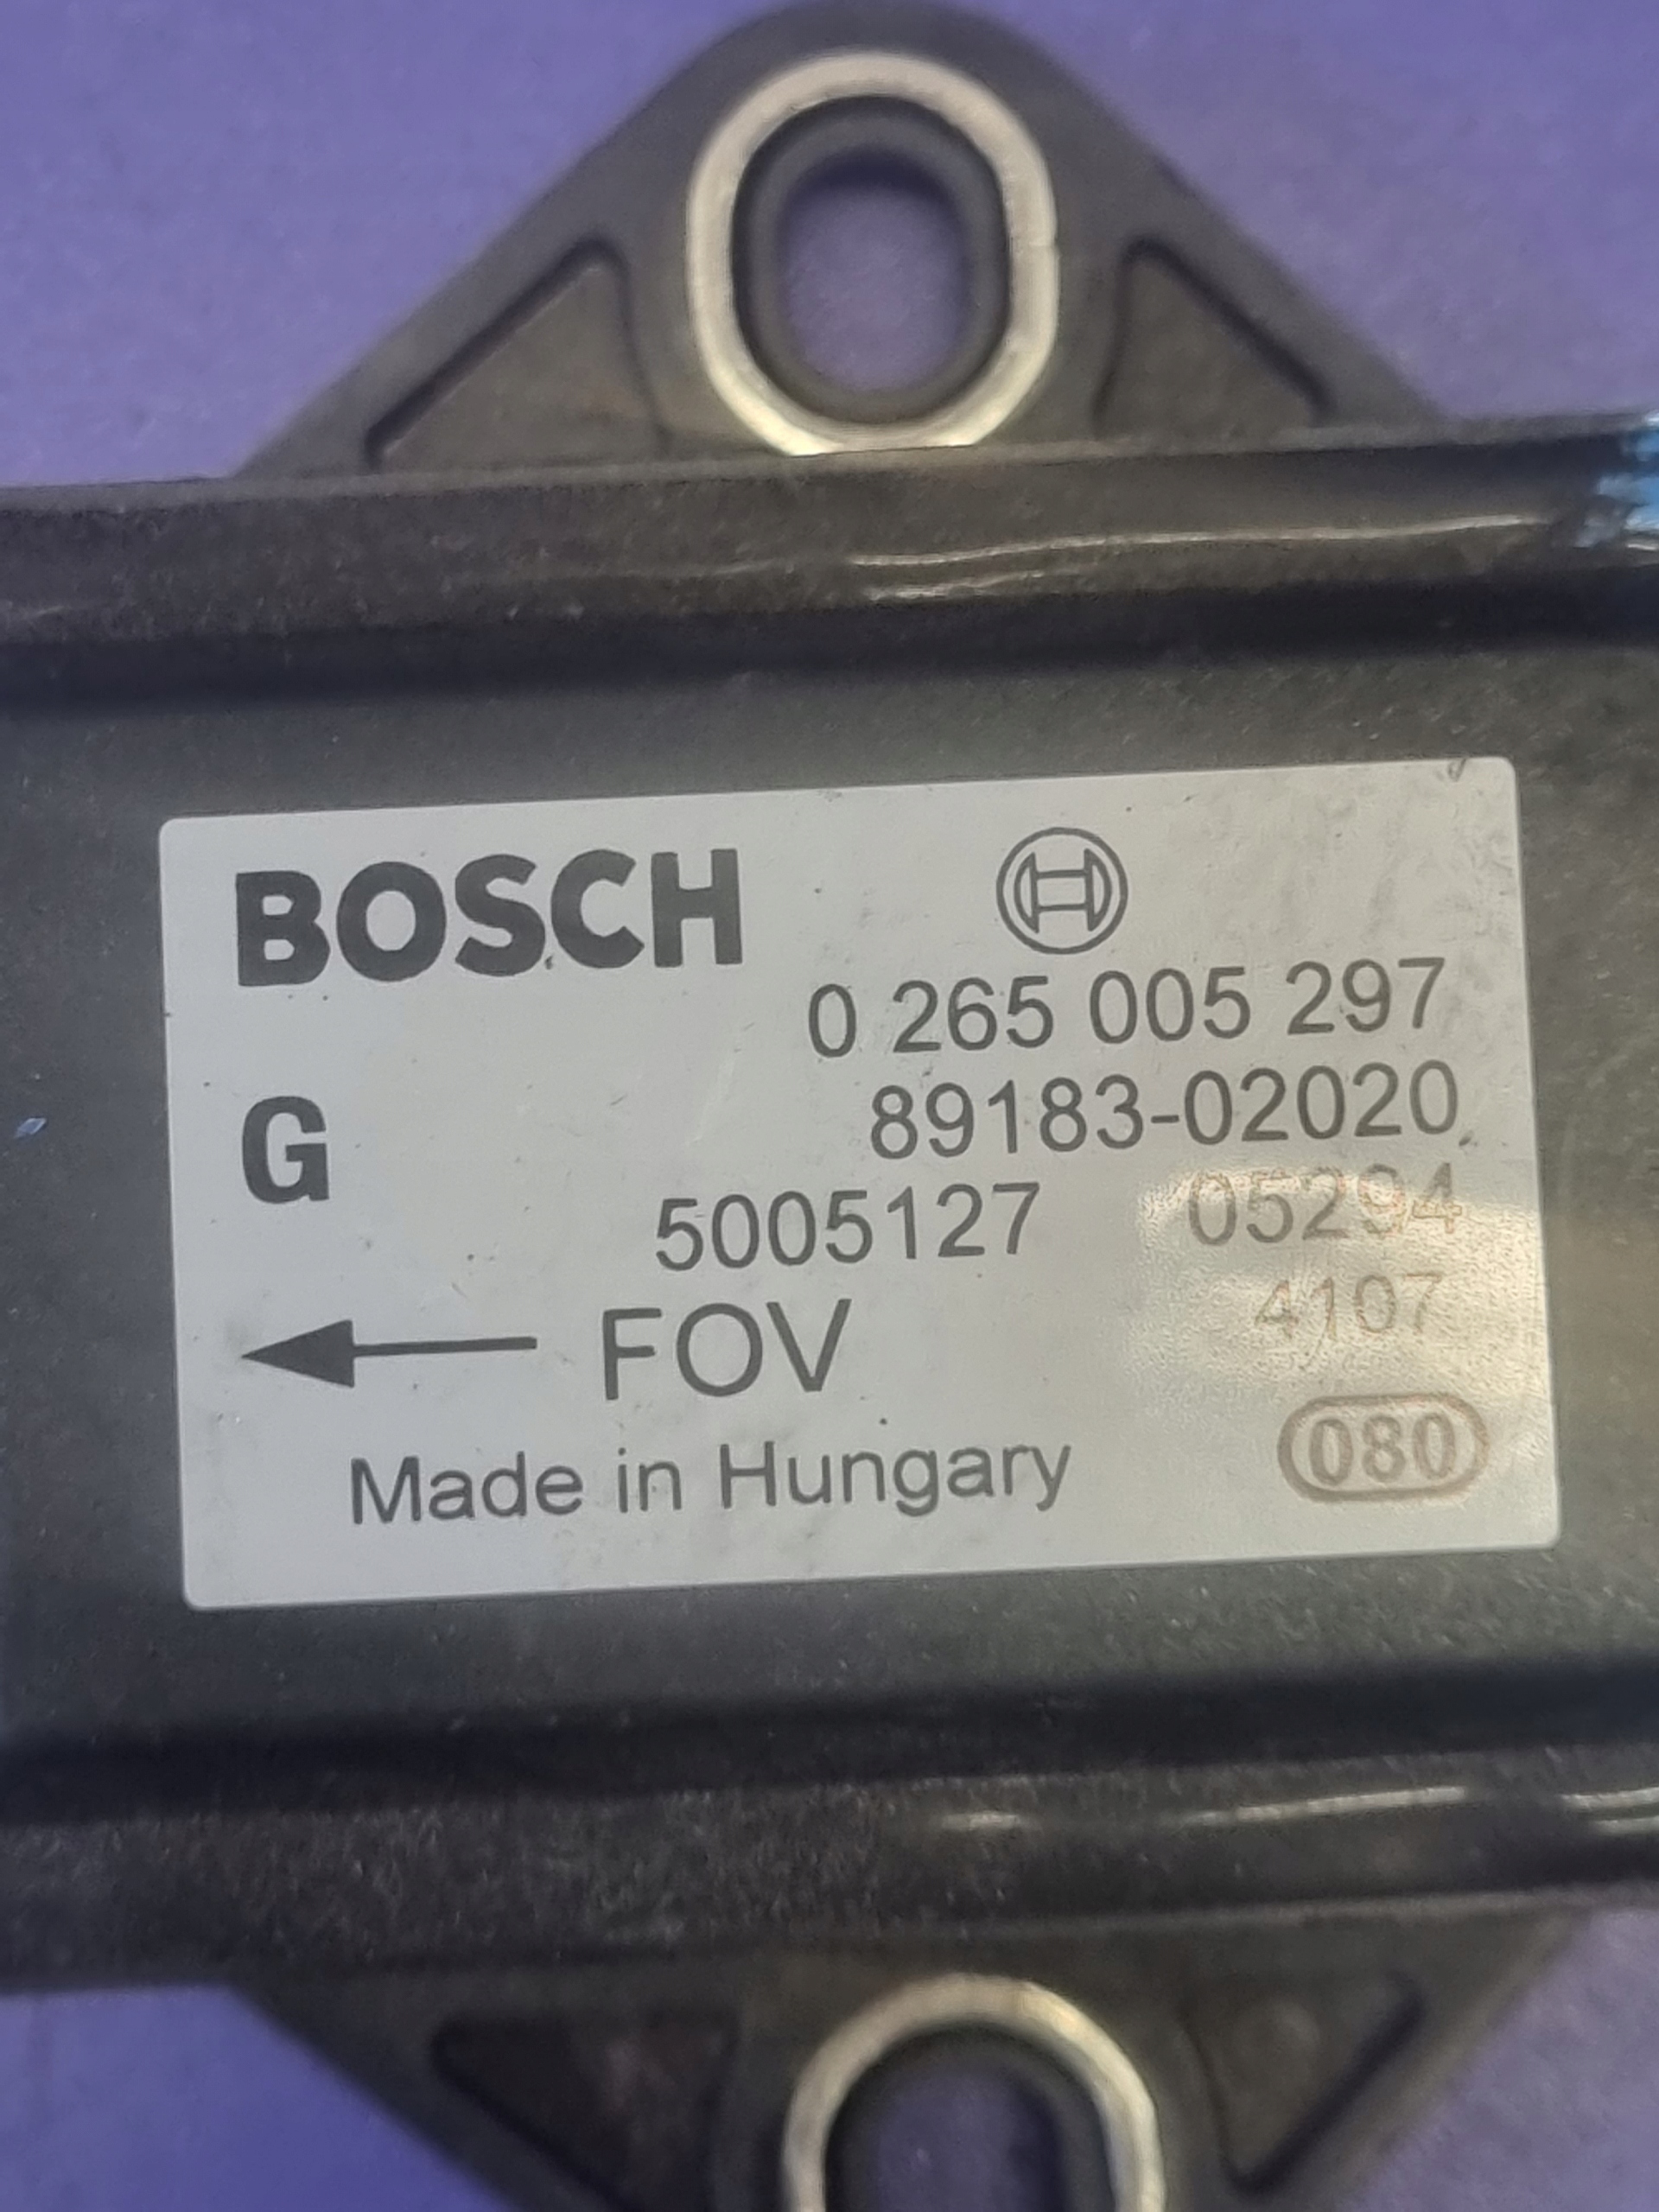 BOSCH
0 265 005 297
G 89183-02020
5005127 05294
4107
FOV
080
Made in Hungary